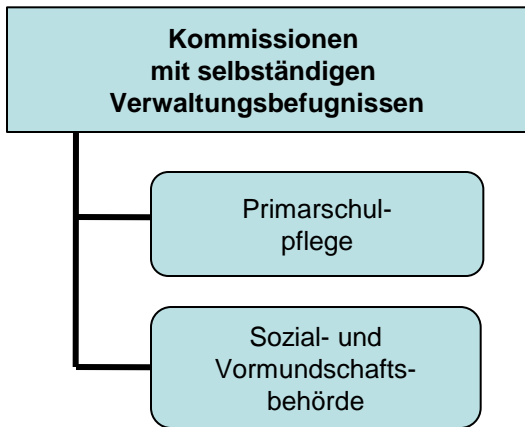 Kommissionen
mit selbständigen
Verwaltungsbefugnissen
Primarschul-
pflege
Sozial- und
Vormundschafts-
behörde